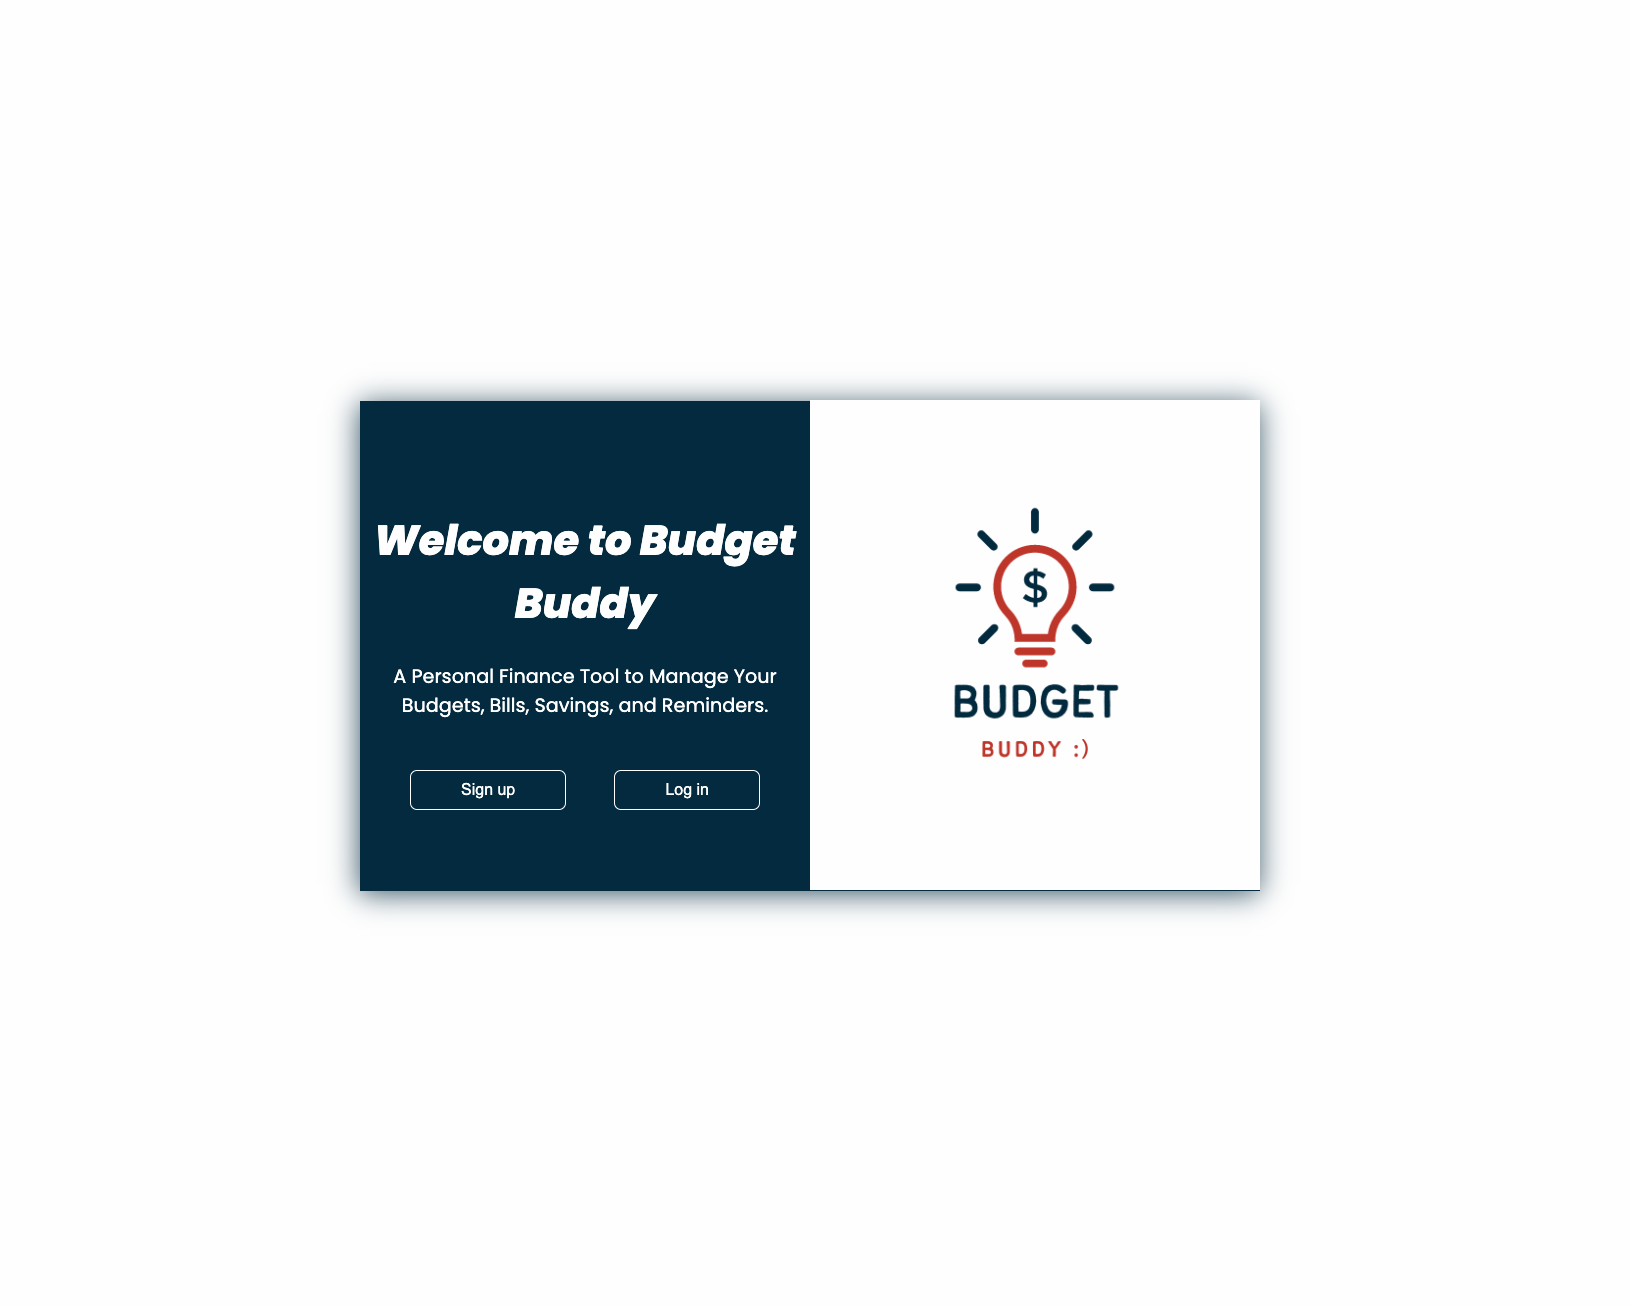 Welcome to Budget
Buddy
A Personal Finance Tool to Manage Your
Budgets, Bills, Savings, and Reminders.
Sign up
Log in
$
BUDGET
BUDDY :)